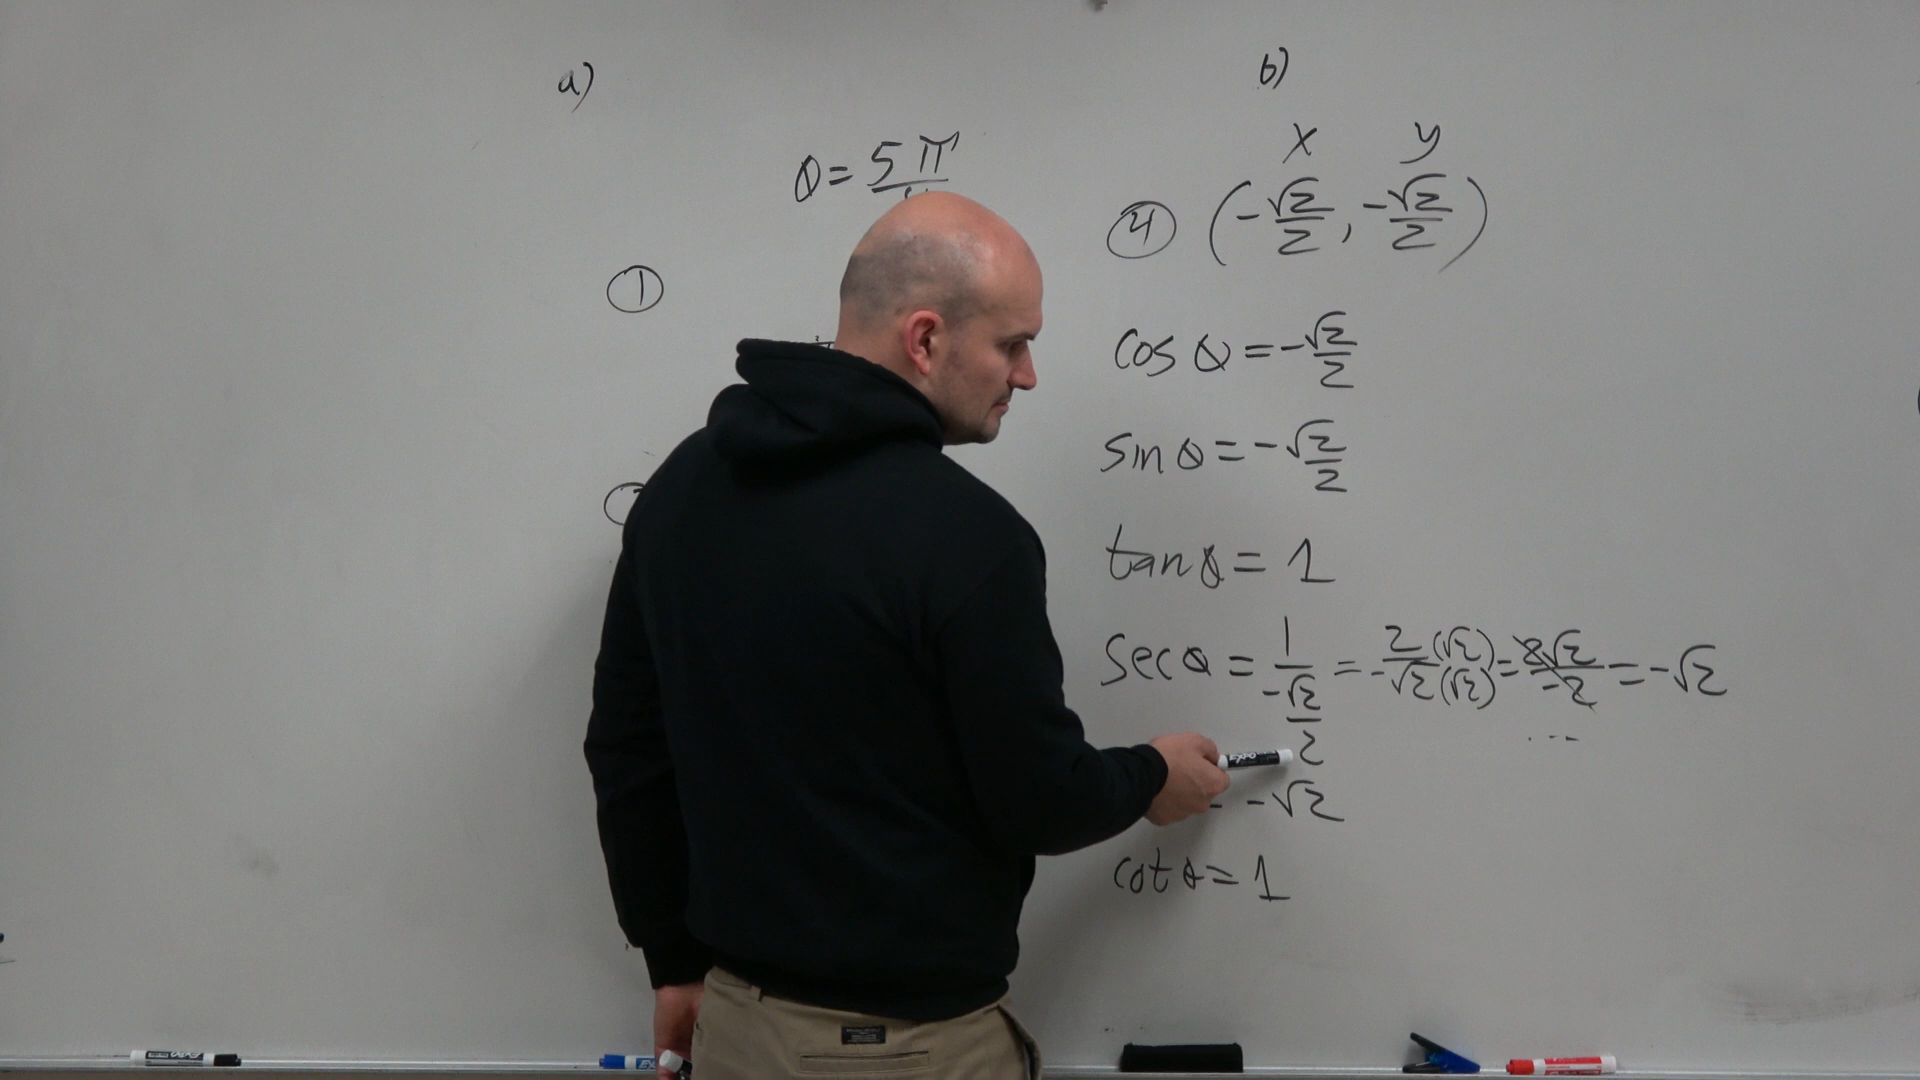 a)
θ = 5π
①
b)
x y
④ (-√2/2, -√2/2)
cos θ = -√2/2
sin θ = -√2/2
tan θ = 1
sec θ = 1/(-√2/2) = 2(√2)/-√2(√2) = 2√2/-2 = -√2
...
- -√2
cot θ = 1
EXPO